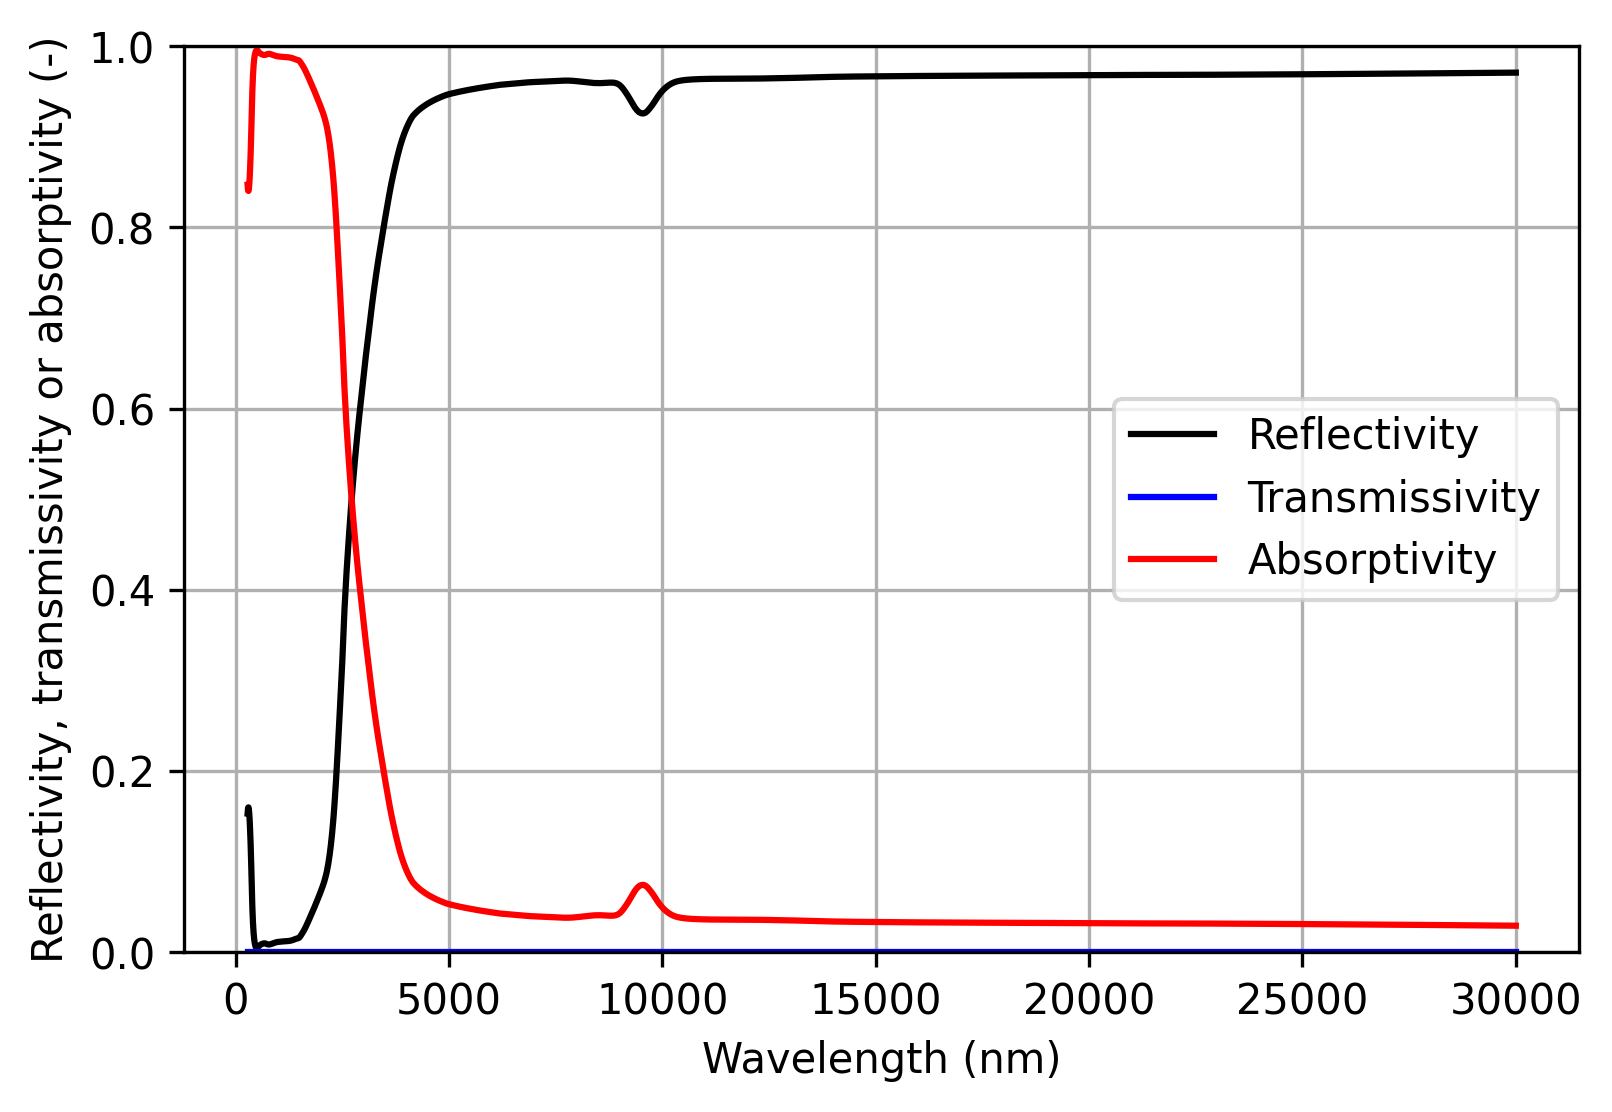 Reflectivity, transmissivity or absorptivity (-)
1.0
0.8
0.6
0.4
0.2
0.0
Reflectivity
Transmissivity
Absorptivity
0 5000 10000 15000 20000 25000 30000
Wavelength (nm)